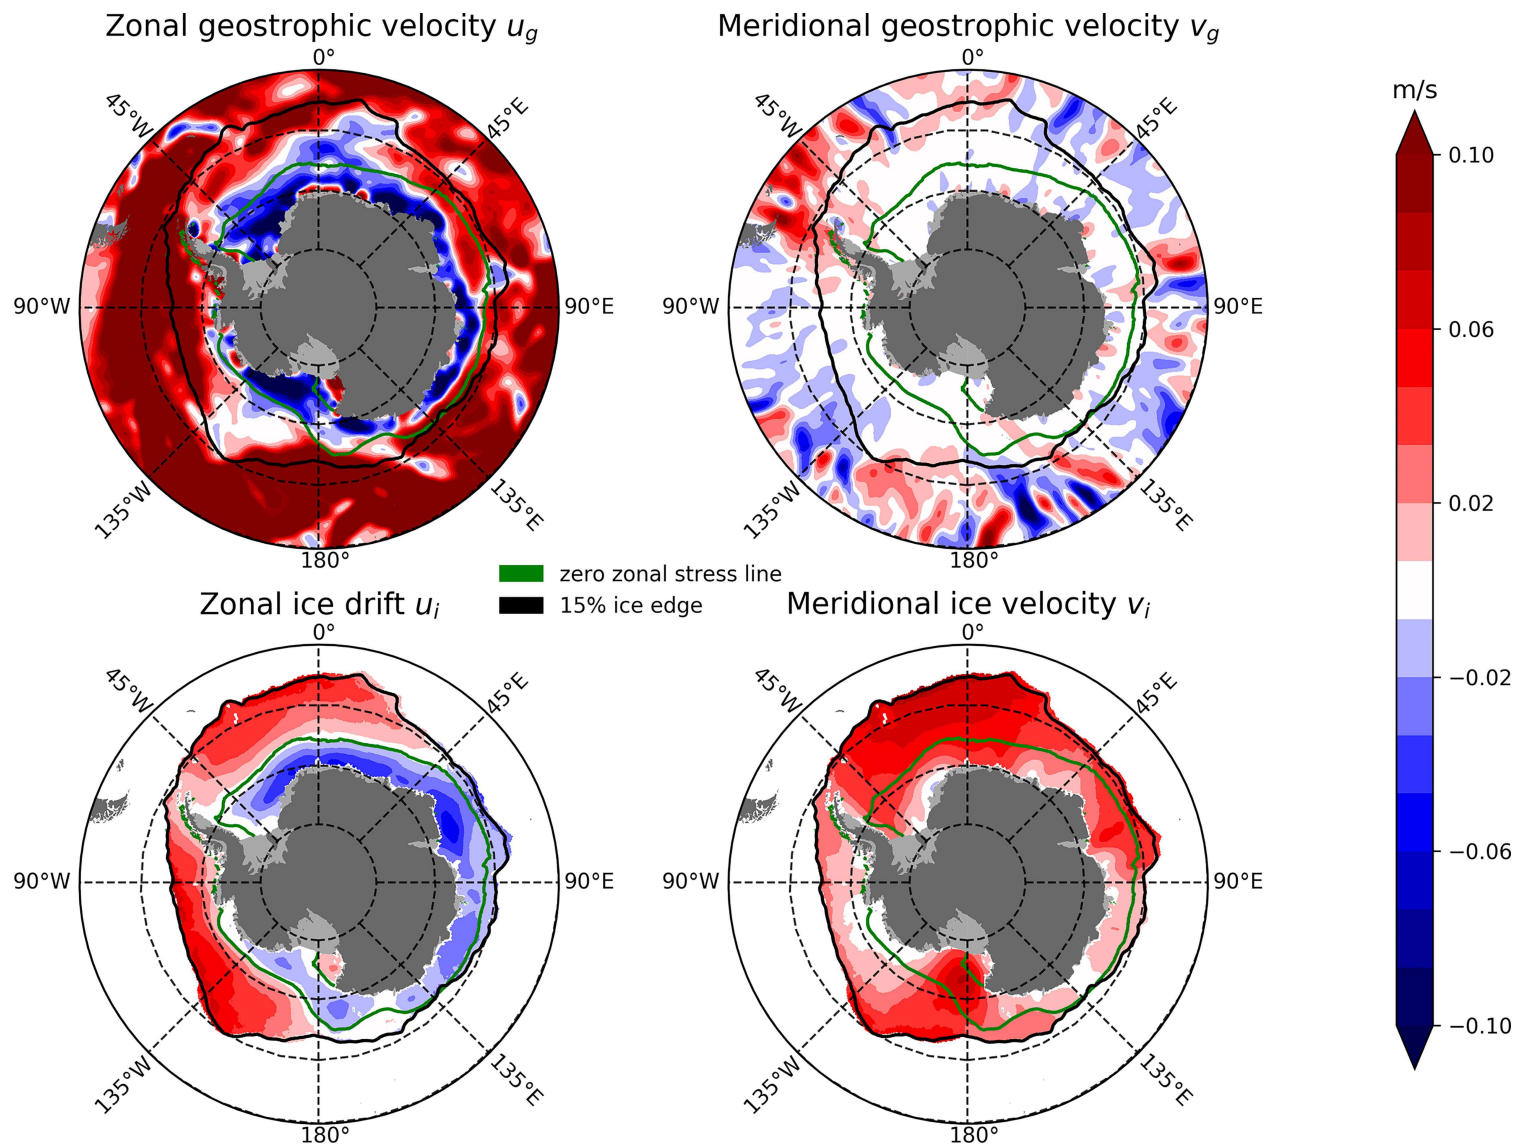 Zonal geostrophic velocity u_g
Meridional geostrophic velocity v_g
0°
45°E
90°E
135°E
180°
135°W
90°W
45°W
0°
45°E
90°E
135°E
180°
135°W
90°W
45°W
m/s
0.10
0.06
0.02
−0.02
−0.06
−0.10
zero zonal stress line
15% ice edge
Zonal ice drift u_i
Meridional ice velocity v_i
0°
45°E
90°E
135°E
180°
135°W
90°W
45°W
0°
45°E
90°E
135°E
180°
135°W
90°W
45°W